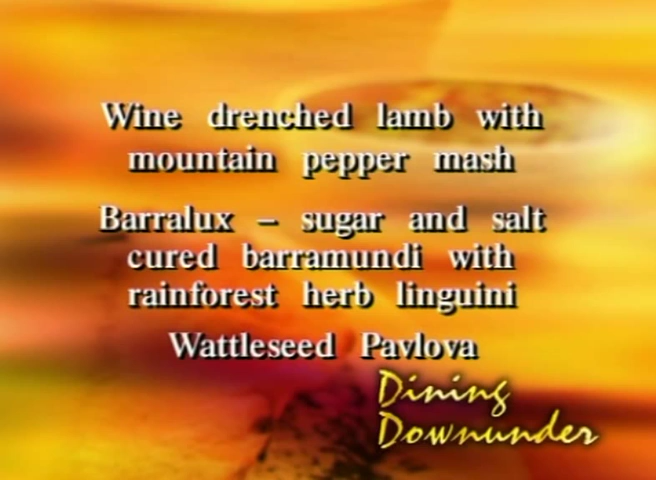 Wine drenched lamb with
mountain pepper mash
Barralux – sugar and salt
cured barramundi with
rainforest herb linguini
Wattleseed Pavlova
Dining
Downunder